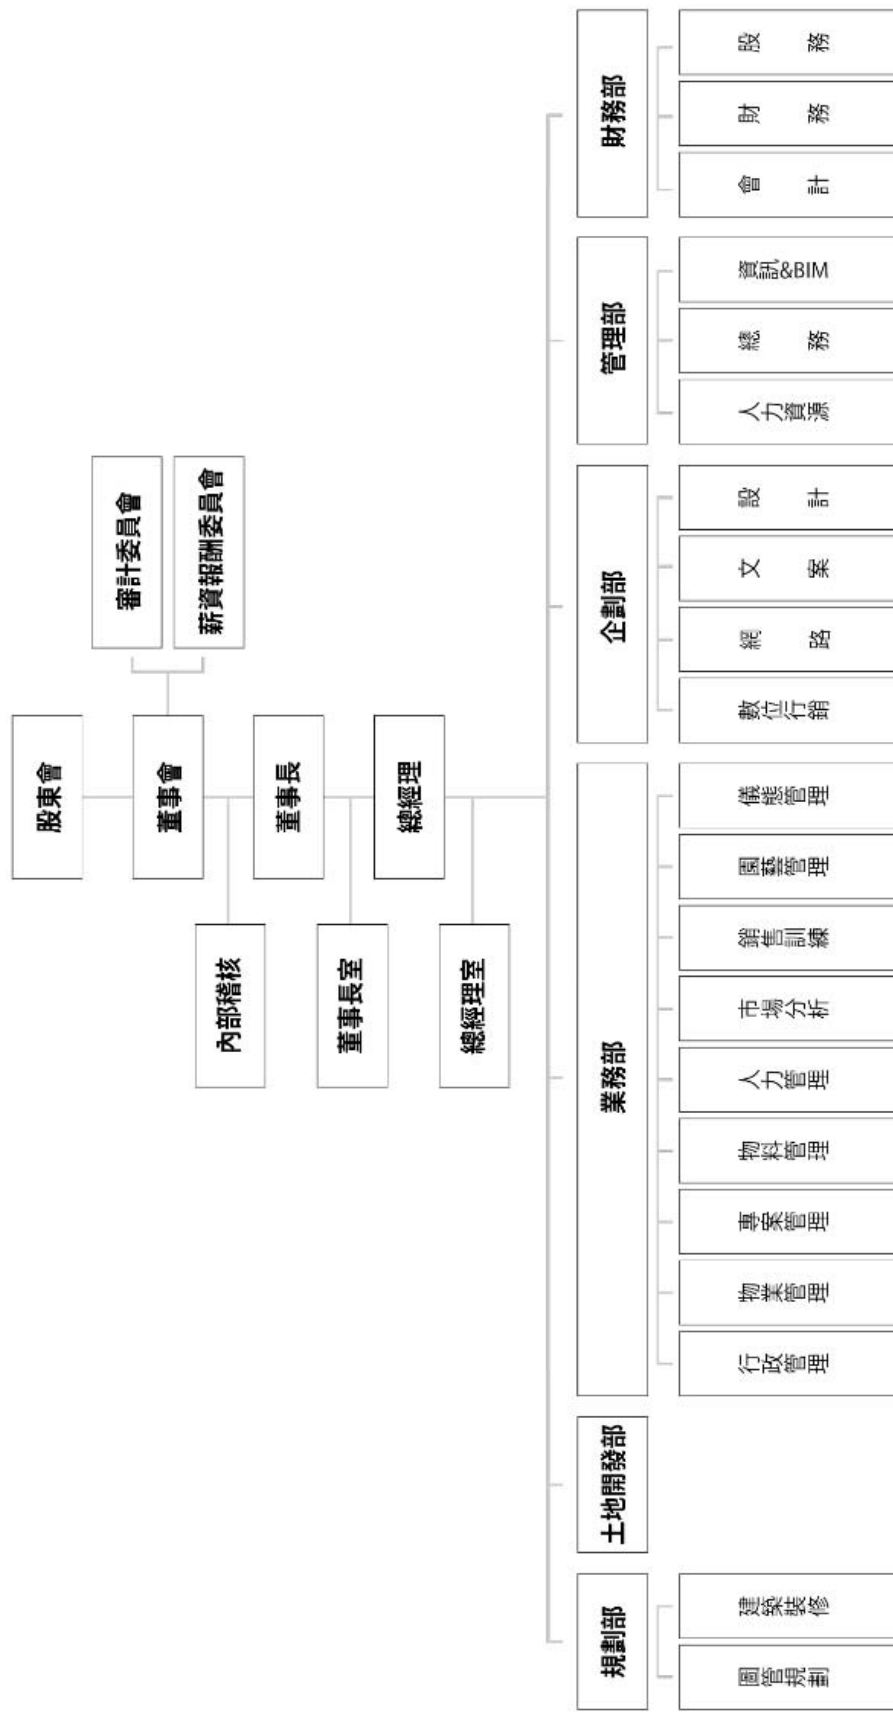 股東會
董事會
審計委員會
薪資報酬委員會
內部稽核
董事長
董事長室
總經理
總經理室
規劃部
土地開發部
業務部
企劃部
管理部
財務部
圖管規劃
建築裝修
行政管理
物業管理
專案管理
物料管理
人力管理
市場分析
銷售訓練
園藝管理
儀態管理
數位行銷
網路
文案
設計
人力資源
總務
資訊&BIM
會計
財務
股務